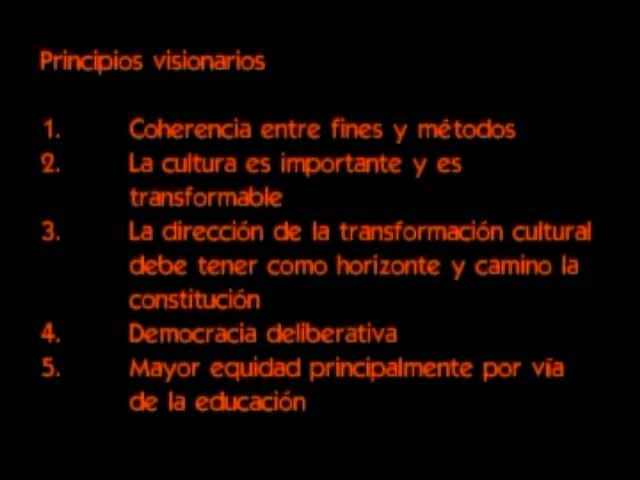 Principios visionarios
1. Coherencia entre fines y métodos
2. La cultura es importante y es
transformable
3. La dirección de la transformación cultural
debe tener como horizonte y camino la
constitución
4. Democracia deliberativa
5. Mayor equidad principalmente por vía
de la educación